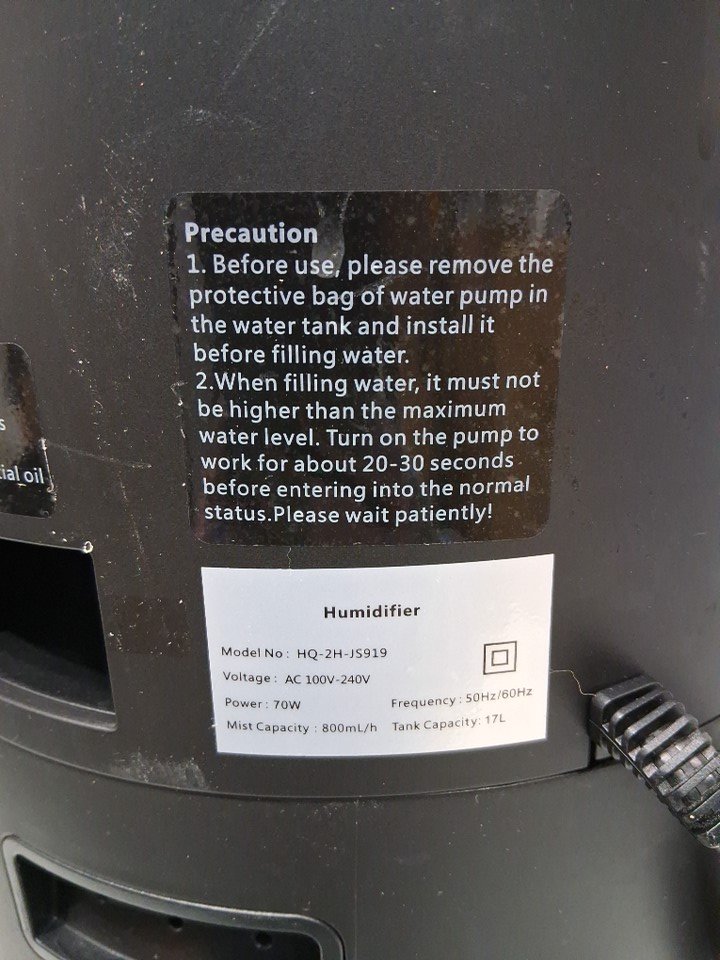 Precaution
1. Before use, please remove the
protective bag of water pump in
the water tank and install it
before filling water.
2.When filling water, it must not
be higher than the maximum
water level. Turn on the pump to
work for about 20-30 seconds
before entering into the normal
status.Please wait patiently!
oil
Humidifier
Model No : HQ-2H-JS919
Voltage : AC 100V-240V
Power : 70W Frequency : 50Hz/60Hz
Mist Capacity : 800mL/h Tank Capacity: 17L